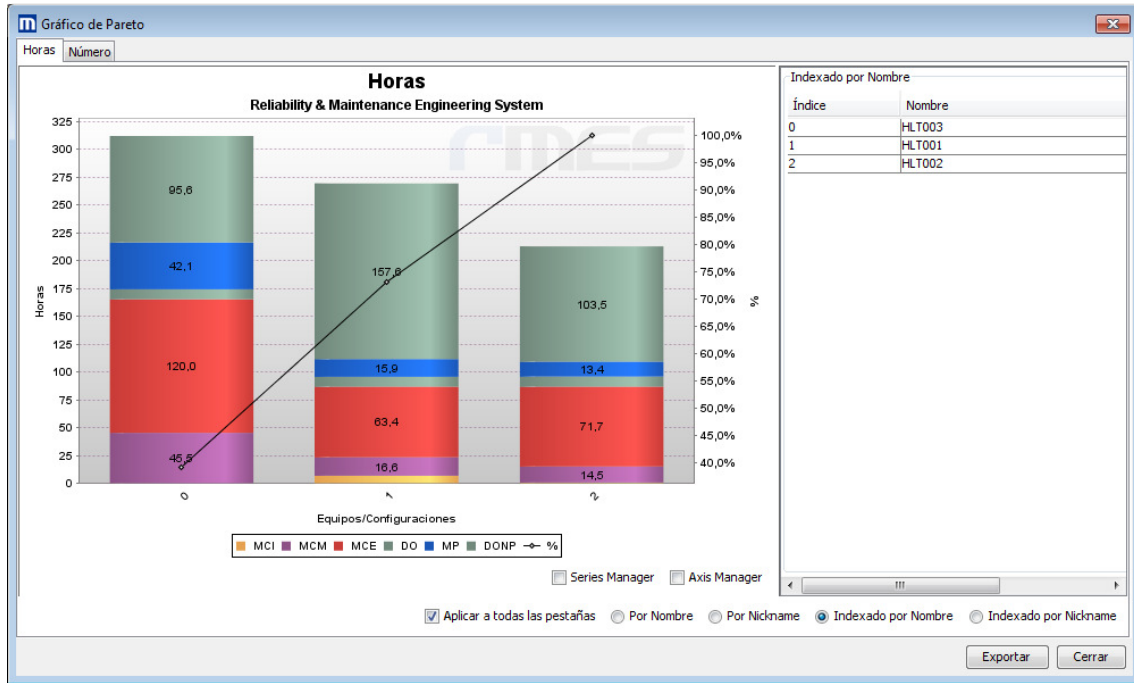 Gráfico de Pareto
Horas Número
Horas
Reliability & Maintenance Engineering System
rmes
325
300
275
250
225
200
175
150
125
100
75
50
25
0
Horas
95,6
42,1
120,0
45,5
157,6
15,9
63,4
16,6
103,5
13,4
71,7
14,5
100,0%
95,0%
90,0%
85,0%
80,0%
75,0%
70,0%
65,0%
60,0%
55,0%
50,0%
45,0%
40,0%
%
0 1 2
Equipos/Configuraciones
MCI MCM MCE DO MP DONP %
Series Manager Axis Manager
Indexado por Nombre
Índice Nombre
0 HLT003
1 HLT001
2 HLT002
Aplicar a todas las pestañas Por Nombre Por Nickname Indexado por Nombre Indexado por Nickname
Exportar Cerrar